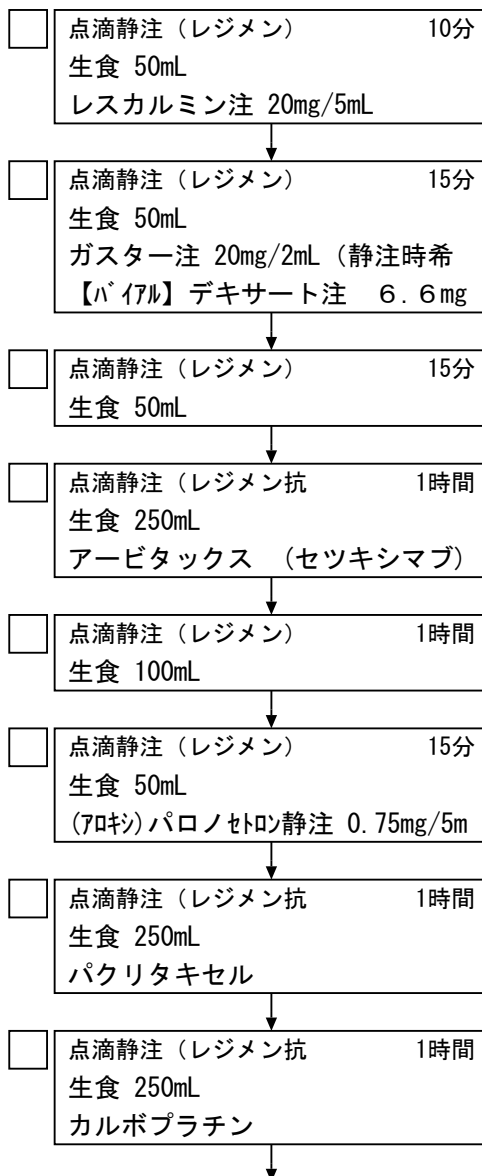 点滴静注（レジメン） 10分
生食 50mL
レスカルミン注 20mg/5mL
点滴静注（レジメン） 15分
生食 50mL
ガスター注 20mg/2mL（静注時希
【ﾊﾞｲｱﾙ】デキサート注　６.６mg
点滴静注（レジメン） 15分
生食 50mL
点滴静注（レジメン抗 1時間
生食 250mL
アービタックス　（セツキシマブ）
点滴静注（レジメン） 1時間
生食 100mL
点滴静注（レジメン） 15分
生食 50mL
(ｱﾛｷｼ)パロノｾﾄﾛﾝ静注 0.75mg/5m
点滴静注（レジメン抗 1時間
生食 250mL
パクリタキセル
点滴静注（レジメン抗 1時間
生食 250mL
カルボプラチン